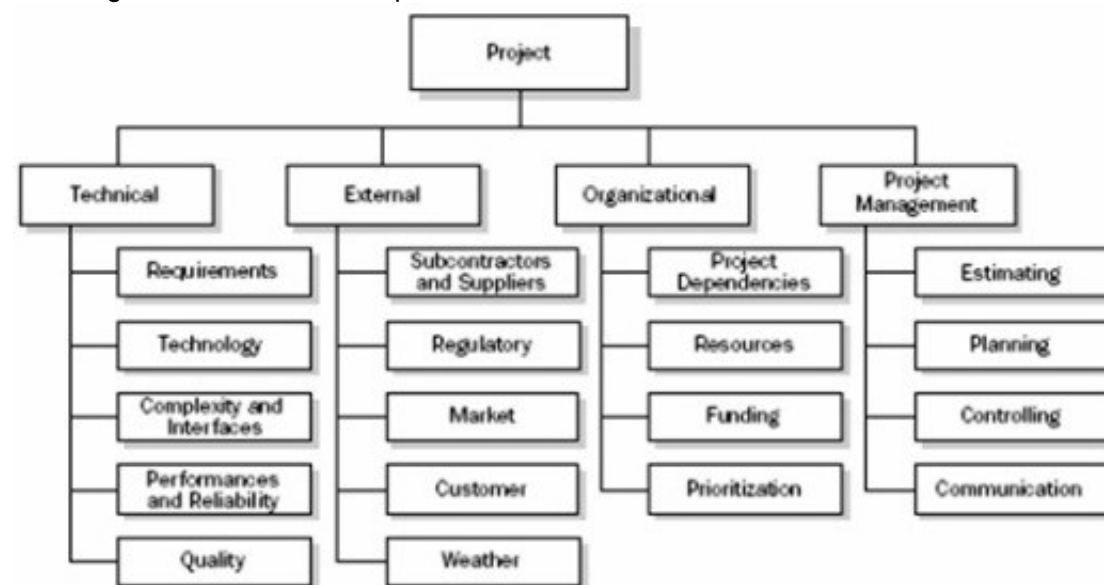 Project
Technical
External
Organizational
Project
Management
Requirements
Technology
Complexity and
Interfaces
Performances
and Reliability
Quality
Subcontractors
and Suppliers
Regulatory
Market
Customer
Weather
Project
Dependencies
Resources
Funding
Prioritization
Estimating
Planning
Controlling
Communication